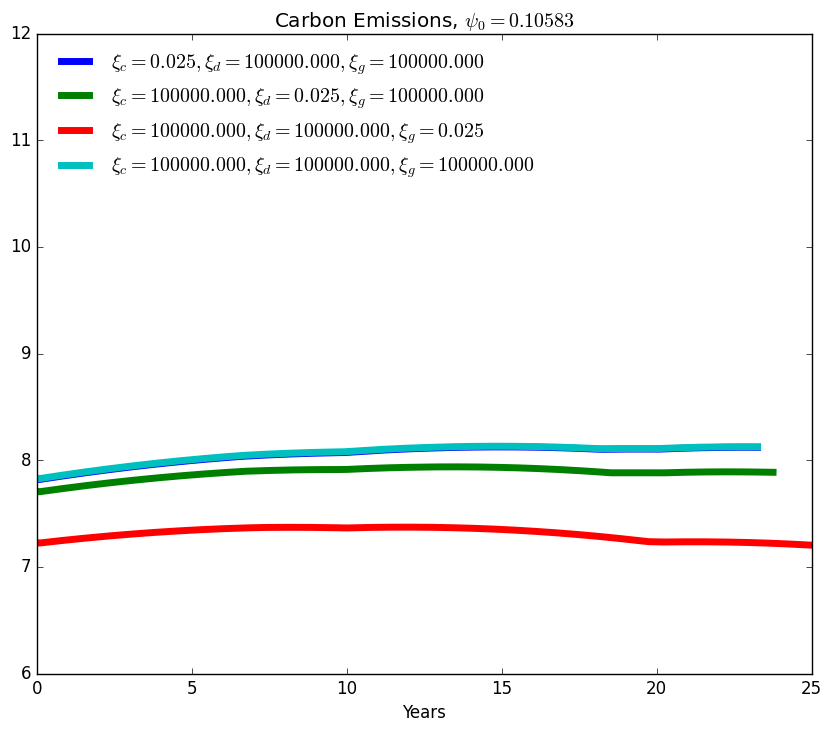 Carbon Emissions, ψ₀ = 0.10583
12
11
10
9
8
7
6
ξ_c = 0.025, ξ_d = 100000.000, ξ_g = 100000.000
ξ_c = 100000.000, ξ_d = 0.025, ξ_g = 100000.000
ξ_c = 100000.000, ξ_d = 100000.000, ξ_g = 0.025
ξ_c = 100000.000, ξ_d = 100000.000, ξ_g = 100000.000
0 5 10 15 20 25
Years